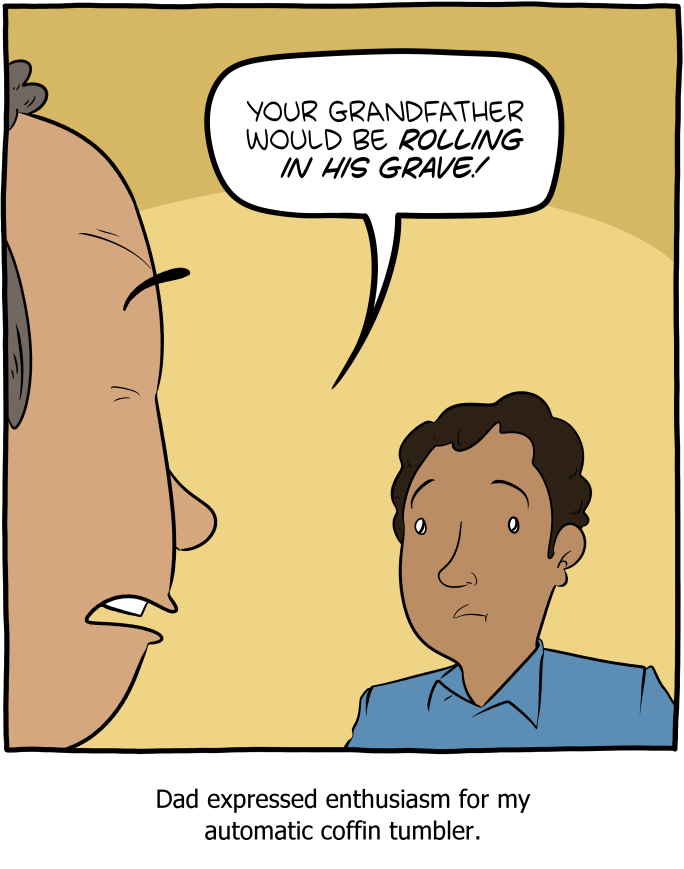 YOUR GRANDFATHER
WOULD BE ROLLING
IN HIS GRAVE!
Dad expressed enthusiasm for my
automatic coffin tumbler.